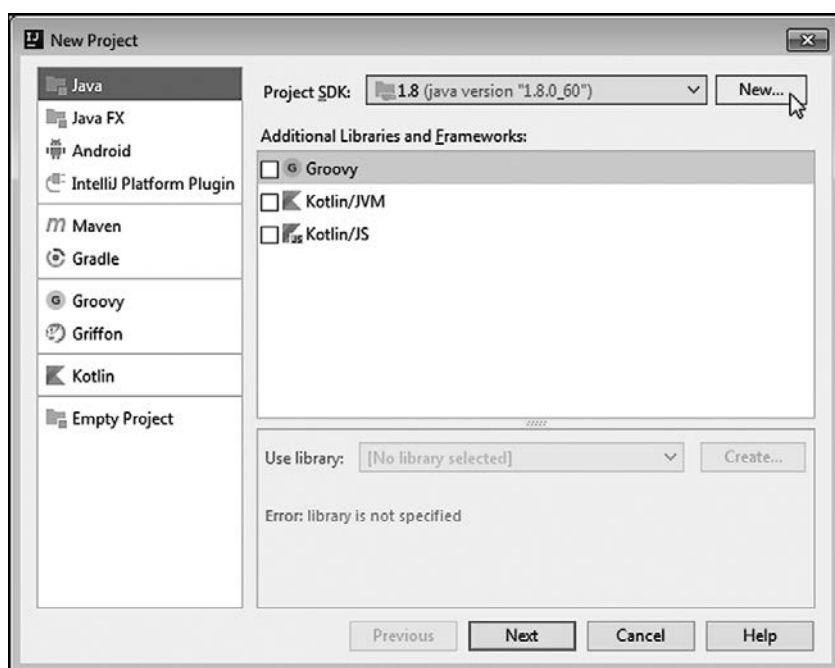 New Project
Java
Java FX
Android
IntelliJ Platform Plugin
Maven
Gradle
Groovy
Griffon
Kotlin
Empty Project
Project SDK: 1.8 (java version "1.8.0_60") New...
Additional Libraries and Frameworks:
Groovy
Kotlin/JVM
Kotlin/JS
Use library: [No library selected] Create...
Error: library is not specified
Previous Next Cancel Help